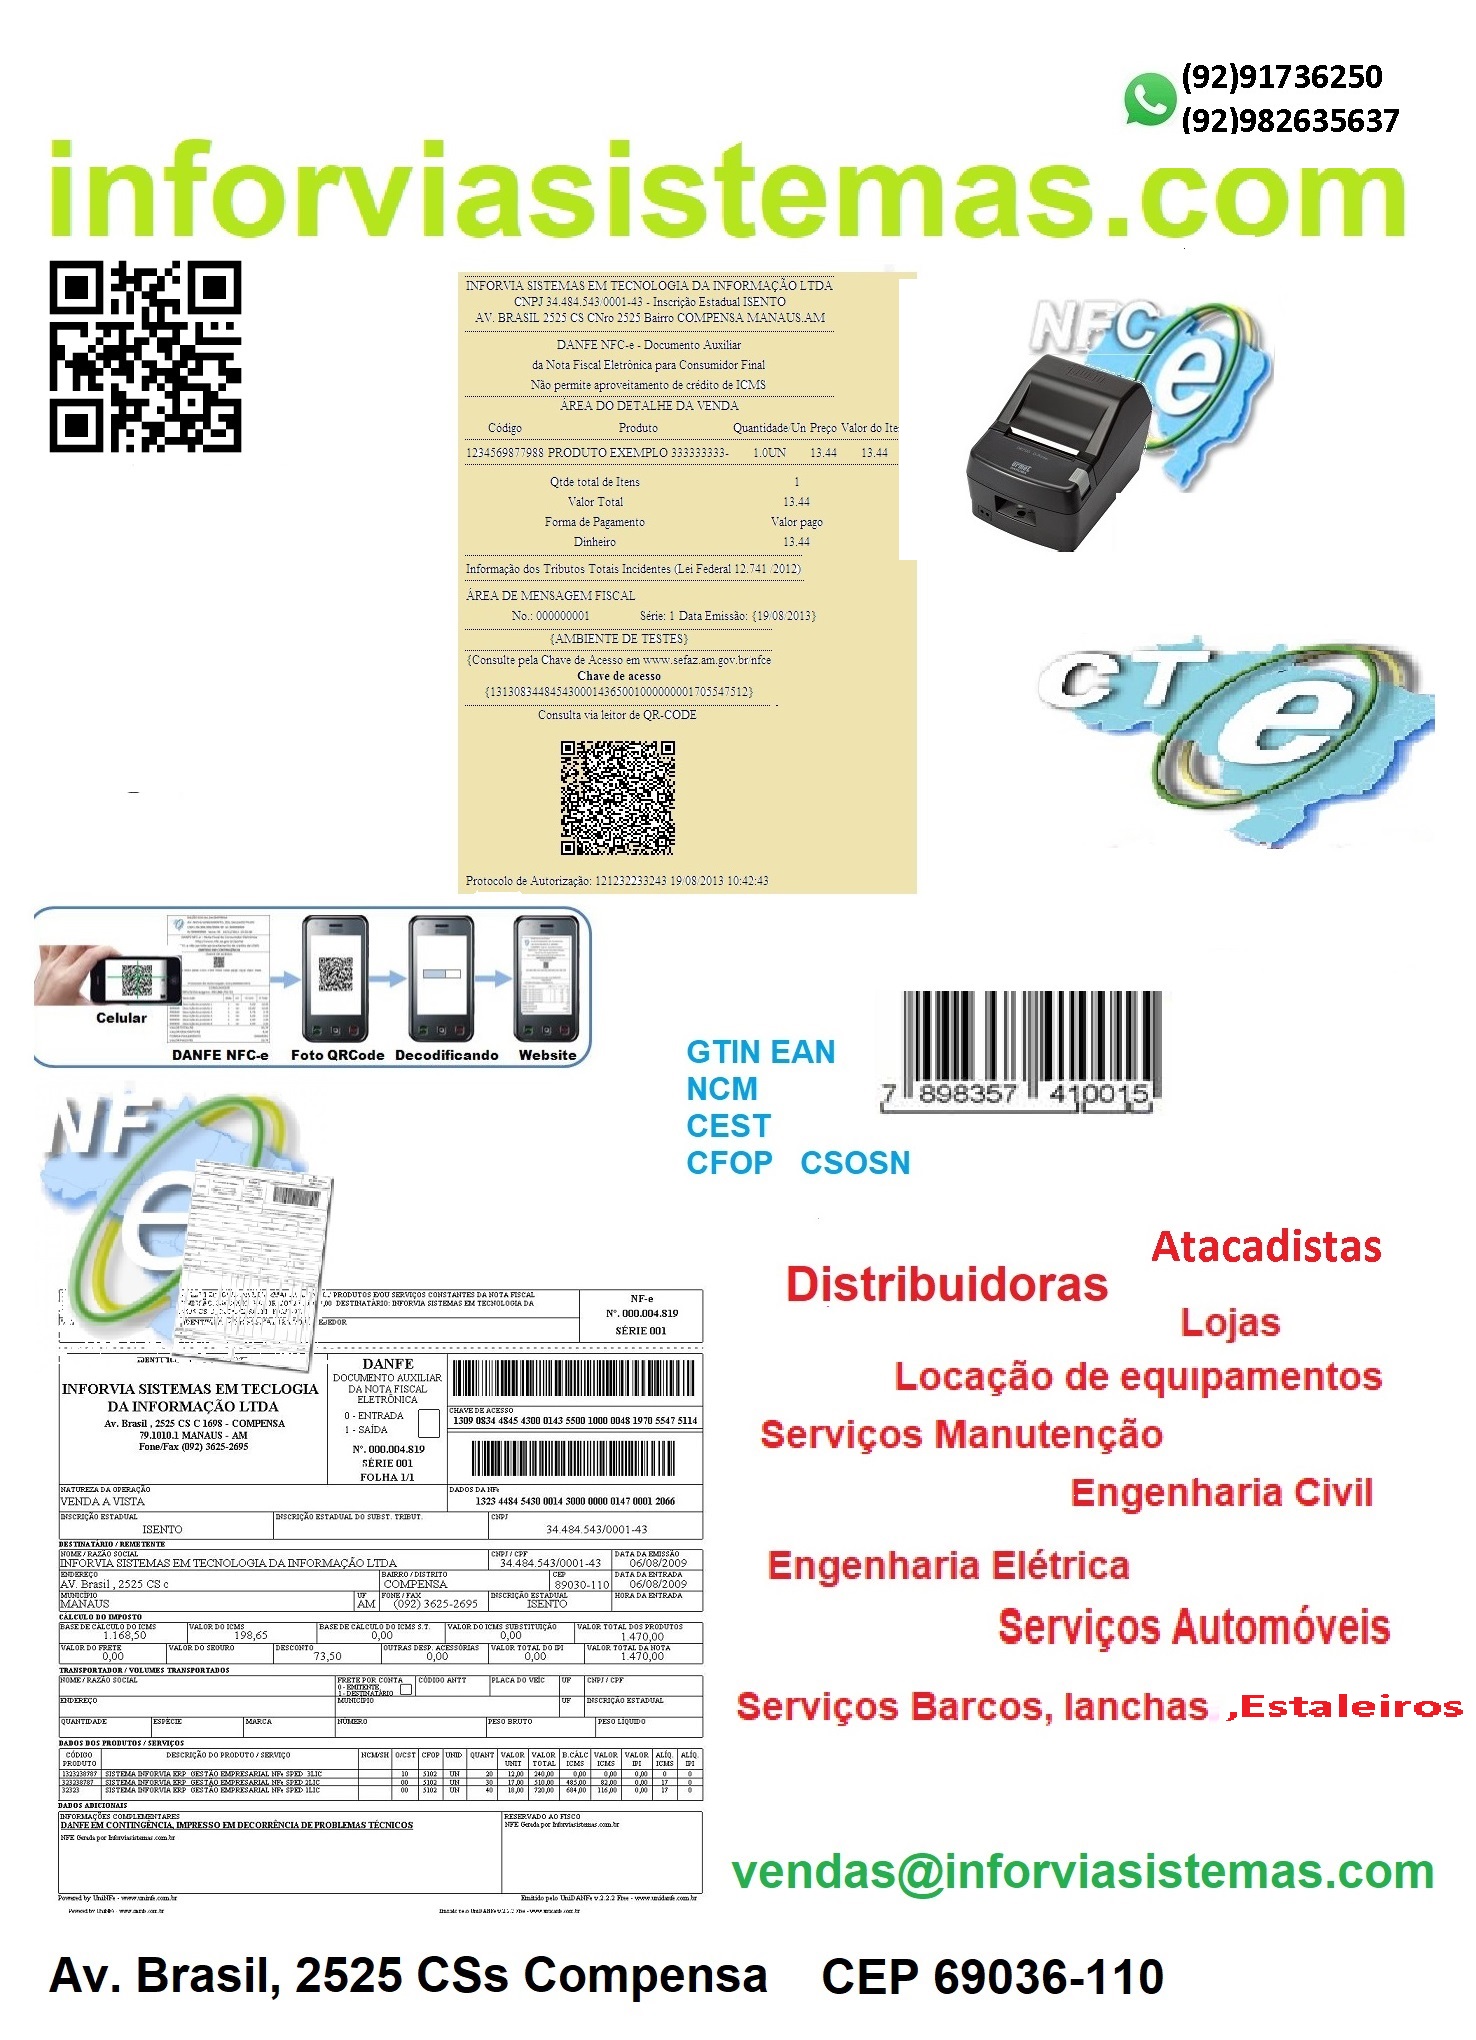 (92)91736250
(92)982635637
inforviasistemas.com
INFORVIA SISTEMAS EM TECNOLOGIA DA INFORMAÇÃO LTDA
CNPJ 34.484.543/0001-43 - Inscrição Estadual ISENTO
AV. BRASIL 2525 CS CNro 2525 Bairro COMPENSA MANAUS.AM
DANFE NFC-e - Documento Auxiliar
da Nota Fiscal Eletrônica para Consumidor Final
Não permite aproveitamento de crédito de ICMS
ÁREA DO DETALHE DA VENDA
Código Produto Quantidade/Un Preço Valor do Ite
1234569877988 PRODUTO EXEMPLO 333333333- 1.0UN 13.44 13.44
Qtde total de Itens 1
Valor Total 13.44
Forma de Pagamento Valor pago
Dinheiro 13.44
Informação dos Tributos Totais Incidentes (Lei Federal 12.741 /2012)
ÁREA DE MENSAGEM FISCAL
No.: 000000001 Série: 1 Data Emissão: {19/08/2013}
{AMBIENTE DE TESTES}
{Consulte pela Chave de Acesso em www.sefaz.am.gov.br/nfce
Chave de acesso
{13130834484543000143650010000000001705547512}
Consulta via leitor de QR-CODE
Protocolo de Autorização: 121232233243 19/08/2013 10:42:43
NFC e
CT e
Celular
DANFE NFC-e Foto QRCode Decodificando Website
GTIN EAN
NCM
CEST
CFOP CSOSN
7 898357 410015
NF e
PRODUTOS E/OU SERVIÇOS CONSTANTES DA NOTA FISCAL
DESTINATÁRIO: INFORVIA SISTEMAS EM TECNOLOGIA DA
NF-e
Nº. 000.004.819
SÉRIE 001
INFORVIA SISTEMAS EM TECLOGIA
DA INFORMAÇÃO LTDA
Av. Brasil , 2525 CS C 1698 - COMPENSA
79.1010.1 MANAUS - AM
Fone/Fax (092) 3625-2695
DANFE
DOCUMENTO AUXILIAR
DA NOTA FISCAL
ELETRÔNICA
0 - ENTRADA
1 - SAÍDA
Nº. 000.004.819
SÉRIE 001
FOLHA 1/1
CHAVE DE ACESSO
1309 0834 4845 4300 0143 5500 1000 0048 1970 5547 5114
NATUREZA DA OPERAÇÃO
VENDA A VISTA
DADOS DA NFe
1323 4484 5430 0014 3000 0000 0147 0001 2066
INSCRIÇÃO ESTADUAL INSCRIÇÃO ESTADUAL DO SUBST. TRIBUT. CNPJ
ISENTO 34.484.543/0001-43
DESTINATÁRIO / REMETENTE
NOME / RAZÃO SOCIAL CNPJ / CPF DATA DA EMISSÃO
INFORVIA SISTEMAS EM TECNOLOGIA DA INFORMAÇÃO LTDA 34.484.543/0001-43 06/08/2009
ENDEREÇO BAIRRO / DISTRITO CEP DATA DA ENTRADA
AV. Brasil , 2525 CS c COMPENSA 89030-110 06/08/2009
MUNICÍPIO UF FONE / FAX INSCRIÇÃO ESTADUAL HORA DA ENTRADA
MANAUS AM (092) 3625-2695 ISENTO
CÁLCULO DO IMPOSTO
BASE DE CÁLCULO DO ICMS VALOR DO ICMS BASE DE CÁLCULO DO ICMS S.T. VALOR DO ICMS SUBSTITUIÇÃO VALOR TOTAL DOS PRODUTOS
1.168,50 198,65 0,00 0,00 1.470,00
VALOR DO FRETE VALOR DO SEGURO DESCONTO OUTRAS DESP. ACESSÓRIAS VALOR TOTAL DO IPI VALOR TOTAL DA NOTA
0,00 73,50 0,00 0,00 1.470,00
TRANSPORTADOR / VOLUMES TRANSPORTADOS
NOME / RAZÃO SOCIAL FRETE POR CONTA CÓDIGO ANTT PLACA DO VEÍC UF CNPJ / CPF
0 - EMITENTE
1 - DESTINATÁRIO
ENDEREÇO MUNICÍPIO UF INSCRIÇÃO ESTADUAL
QUANTIDADE ESPÉCIE MARCA NÚMERO PESO BRUTO PESO LÍQUIDO
DADOS DOS PRODUTOS / SERVIÇOS
CÓDIGO PRODUTO DESCRIÇÃO DO PRODUTO / SERVIÇO NCM/SH O/CST CFOP UNID QUANT VALOR UNIT VALOR TOTAL B.CÁLC ICMS VALOR ICMS VALOR IPI ALÍQ. ICMS ALÍQ. IPI
1323238787 SISTEMA INFORVIA ERP GESTÃO EMPRESARIAL NFe SPED 3LIC 10 5102 UN 20 12,00 240,00 0,00 0,00 0,00 0 0
323238787 SISTEMA INFORVIA ERP GESTÃO EMPRESARIAL NFe SPED 2LIC 00 5102 UN 30 17,00 510,00 485,00 82,00 0,00 17 0
32323 SISTEMA INFORVIA ERP GESTÃO EMPRESARIAL NFe SPED 1LIC 00 5102 UN 40 18,00 720,00 684,00 116,00 0,00 17 0
DADOS ADICIONAIS
INFORMAÇÕES COMPLEMENTARES RESERVADO AO FISCO
DANFE EM CONTINGÊNCIA, IMPRESSO EM DECORRÊNCIA DE PROBLEMAS TÉCNICOS
NFE Gerada por Inforviasistemas.com.br
NFE Gerada por Inforviasistemas.com.br
Powered by UniNFe - www.uninfe.com.br Emitido pelo UniDANFe v.2.2.2 Free - www.unidanfe.com.br
Atacadistas
Distribuidoras
Lojas
Locação de equipamentos
Serviços Manutenção
Engenharia Civil
Engenharia Elétrica
Serviços Automóveis
Serviços Barcos, lanchas ,Estaleiros
vendas@inforviasistemas.com
Av. Brasil, 2525 CSs Compensa CEP 69036-110